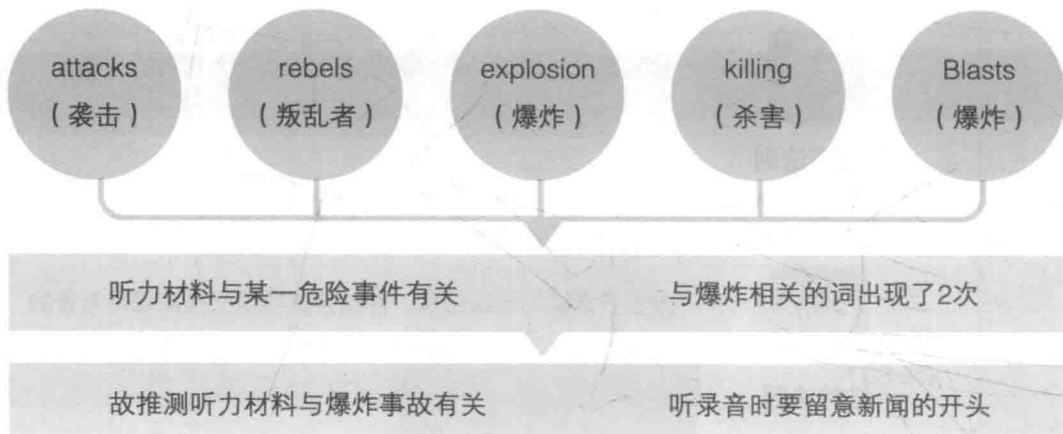 attacks
（袭击）
rebels
（叛乱者）
explosion
（爆炸）
killing
（杀害）
Blasts
（爆炸）
听力材料与某一危险事件有关
与爆炸相关的词出现了2次
故推测听力材料与爆炸事故有关
听录音时要留意新闻的开头